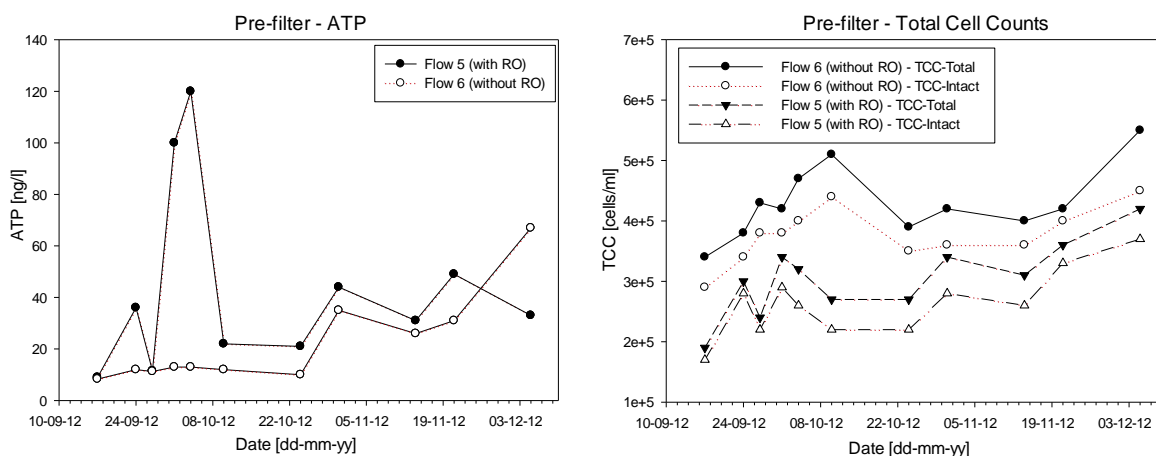 Pre-filter - ATP
140
120
100
80
60
40
20
0
ATP [ng/l]
Flow 5 (with RO)
Flow 6 (without RO)
10-09-12 24-09-12 08-10-12 22-10-12 05-11-12 19-11-12 03-12-12
Date [dd-mm-yy]
Pre-filter - Total Cell Counts
7e+5
6e+5
5e+5
4e+5
3e+5
2e+5
1e+5
TCC [cells/ml]
Flow 6 (without RO) - TCC-Total
Flow 6 (without RO) - TCC-Intact
Flow 5 (with RO) - TCC-Total
Flow 5 (with RO) - TCC-Intact
10-09-12 24-09-12 08-10-12 22-10-12 05-11-12 19-11-12 03-12-12
Date [dd-mm-yy]